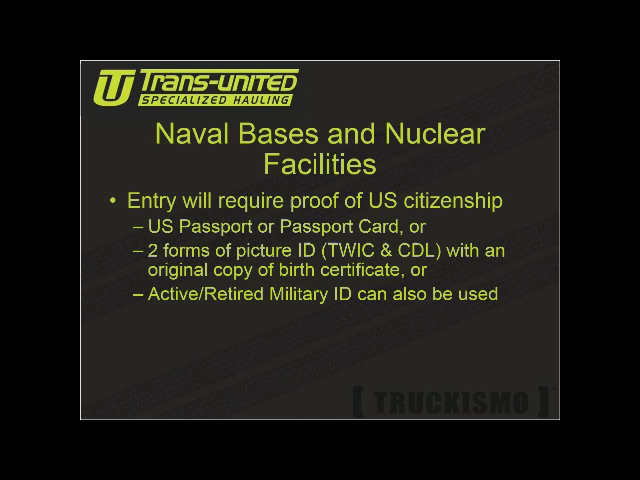 Trans-United
SPECIALIZED HAULING
Naval Bases and Nuclear
Facilities
• Entry will require proof of US citizenship
– US Passport or Passport Card, or
– 2 forms of picture ID (TWIC & CDL) with an
original copy of birth certificate, or
– Active/Retired Military ID can also be used
[ TRUCKISMO ]